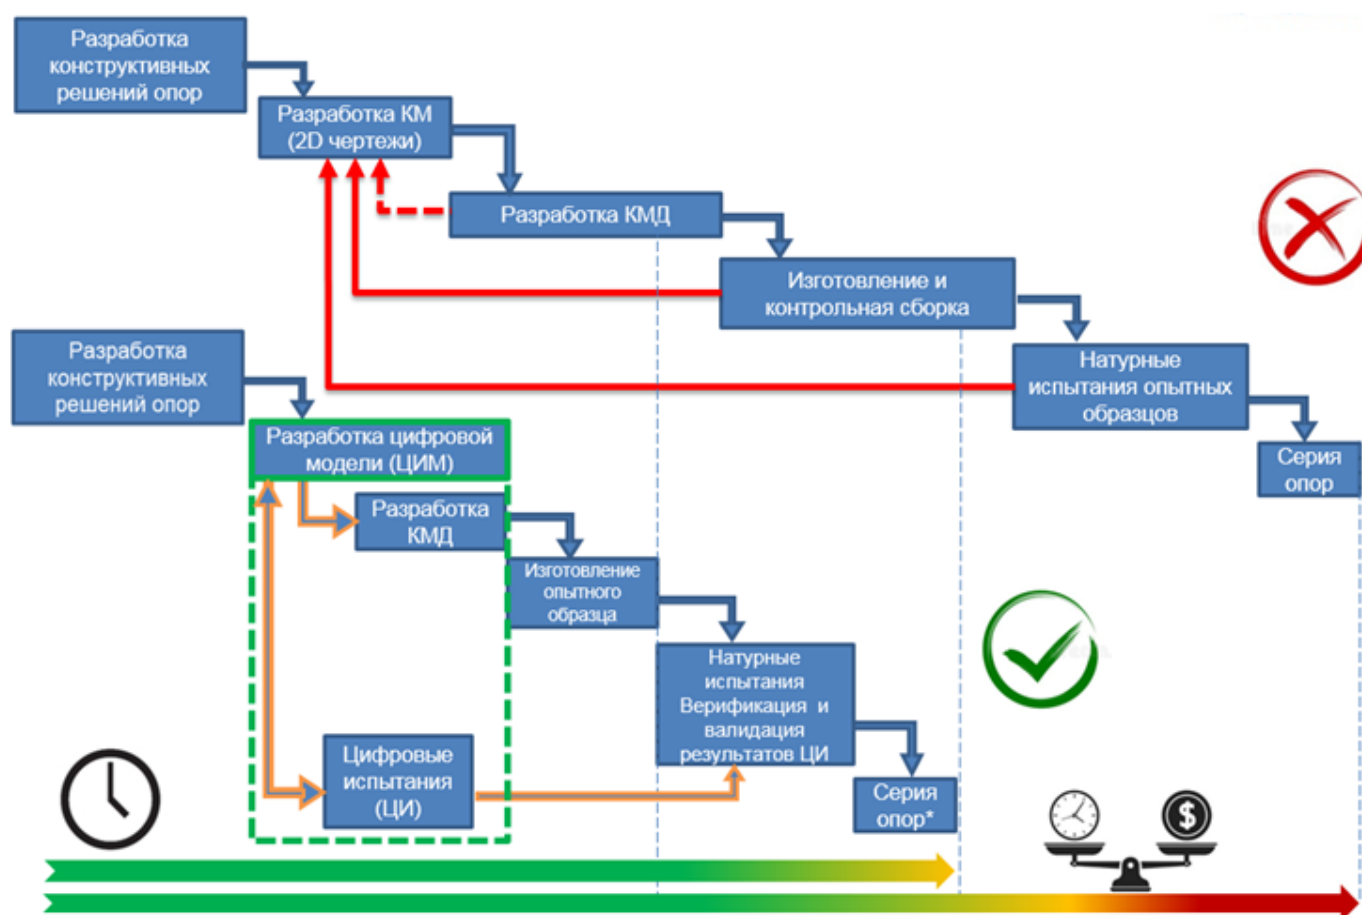 Разработка
конструктивных
решений опор
Разработка КМ
(2D чертежи)
Разработка КМД
Изготовление и
контрольная сборка
Натурные
испытания опытных
образцов
Серия
опор
Разработка
конструктивных
решений опор
Разработка цифровой
модели (ЦИМ)
Разработка
КМД
Изготовление
опытного
образца
Натурные
испытания
Верификация и
валидация
результатов ЦИ
Цифровые
испытания
(ЦИ)
Серия
опор*
$